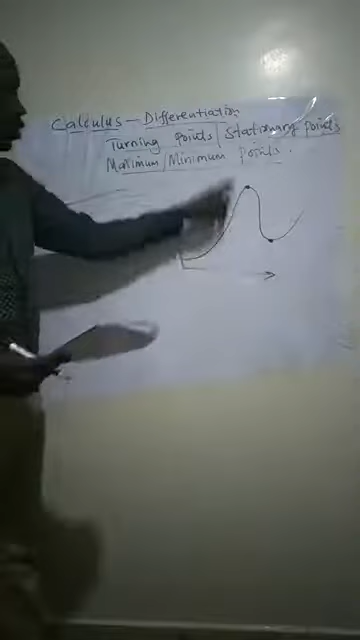 Calculus - Differentiation
Turning Points / Stationary Points
Maximum / Minimum Points.